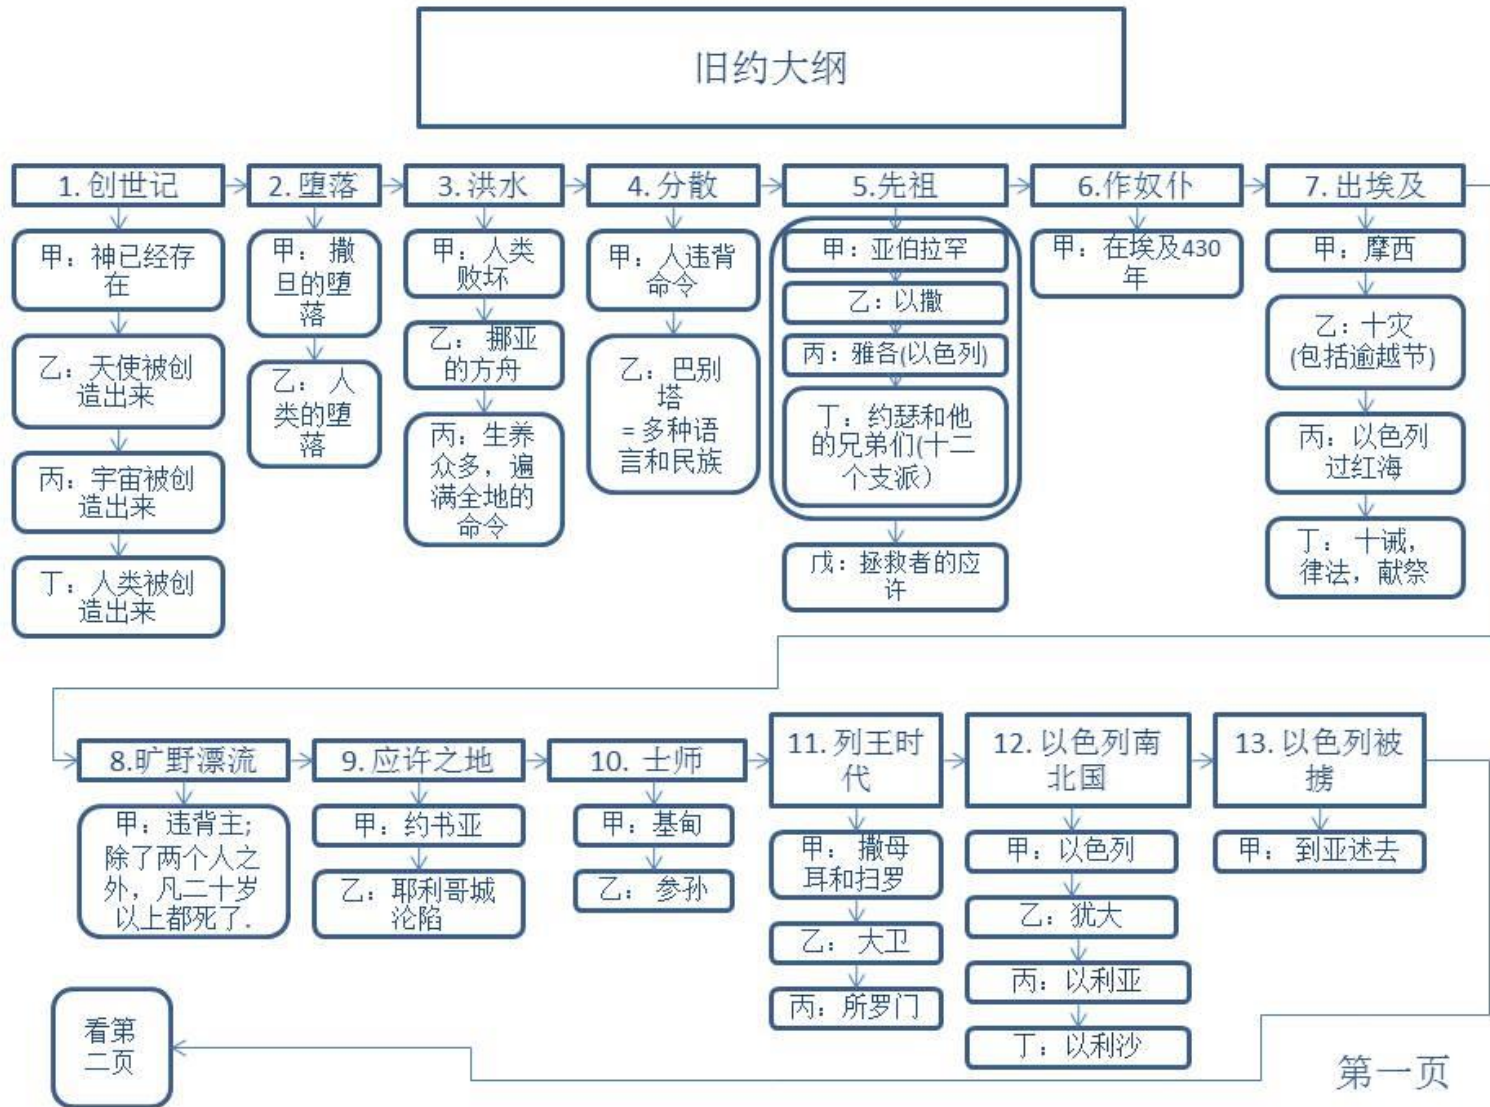 旧约大纲
1. 创世记
甲：神已经存
在
乙：天使被创
造出来
丙：宇宙被创
造出来
丁：人类被创
造出来
2. 堕落
甲：撒
旦的堕
落
乙：人
类的堕
落
3. 洪水
甲：人类
败坏
乙：挪亚
的方舟
丙：生养
众多，遍
满全地的
命令
4. 分散
甲：人违背
命令
乙：巴别
塔
= 多种语
言和民族
5.先祖
甲：亚伯拉罕
乙：以撒
丙：雅各(以色列)
丁：约瑟和他
的兄弟们(十二
个支派）
戊：拯救者的应
许
6.作奴仆
甲：在埃及430
年
7. 出埃及
甲：摩西
乙：十灾
(包括逾越节)
丙：以色列
过红海
丁：十诫，
律法，献祭
8.旷野漂流
甲：违背主;
除了两个人之
外，凡二十岁
以上都死了.
9. 应许之地
甲：约书亚
乙：耶利哥城
沦陷
10. 士师
甲：基甸
乙：参孙
11. 列王时
代
甲：撒母
耳和扫罗
乙：大卫
丙：所罗门
12. 以色列南
北国
甲：以色列
乙：犹大
丙：以利亚
丁：以利沙
13. 以色列被
掳
甲：到亚述去
看第
二页
第一页